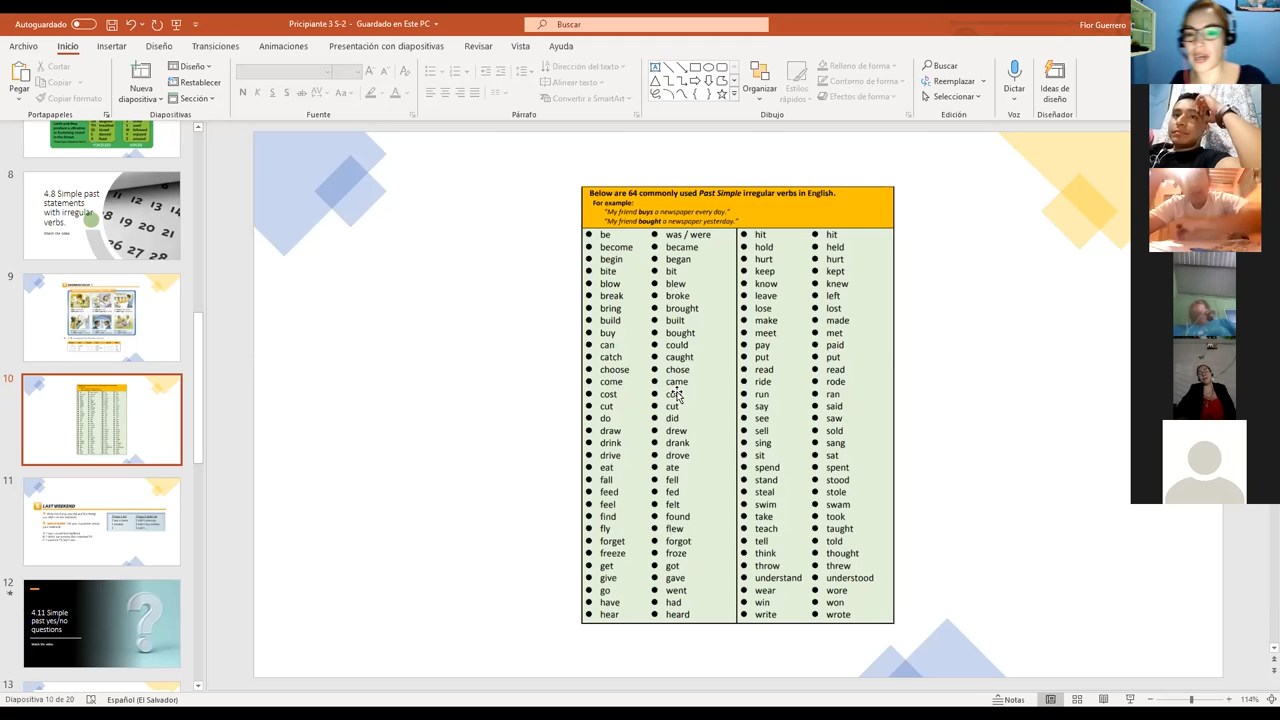 Autoguardado
Pricipiante 3 S-2 - Guardado en Este PC
Buscar
Flor Guerrero
Archivo Inicio Insertar Diseño Transiciones Animaciones Presentación con diapositivas Revisar Vista Ayuda
Pegar
Cortar
Copiar
Copiar formato
Portapapeles
Nueva diapositiva
Diseño
Restablecer
Sección
Diapositivas
Fuente
Dirección del texto
Alinear texto
Convertir a SmartArt
Párrafo
Organizar
Estilos rápidos
Relleno de forma
Contorno de forma
Efectos de forma
Dibujo
Buscar
Reemplazar
Seleccionar
Edición
Dictar
Voz
Ideas de diseño
Diseñador
8
4.8 Simple past
statements
with irregular
verbs.
9
10
11
LAST WEEKEND
12
4.11 Simple
past yes/no
questions
13
Below are 64 commonly used Past Simple irregular verbs in English.
For example:
"My friend buys a newspaper every day."
"My friend bought a newspaper yesterday."
be was / were hit hit
become became hold held
begin began hurt hurt
bite bit keep kept
blow blew know knew
break broke leave left
bring brought lose lost
build built make made
buy bought meet met
can could pay paid
catch caught put put
choose chose read read
come came ride rode
cost run ran
cut cut say said
do did see saw
draw drew sell sold
drink drank sing sang
drive drove sit sat
eat ate spend spent
fall fell stand stood
feed fed steal stole
feel felt swim swam
find found take took
fly flew teach taught
forget forgot tell told
freeze froze think thought
get got throw threw
give gave understand understood
go went wear wore
have had win won
hear heard write wrote
Diapositiva 10 de 20 Español (El Salvador) Notas 114%